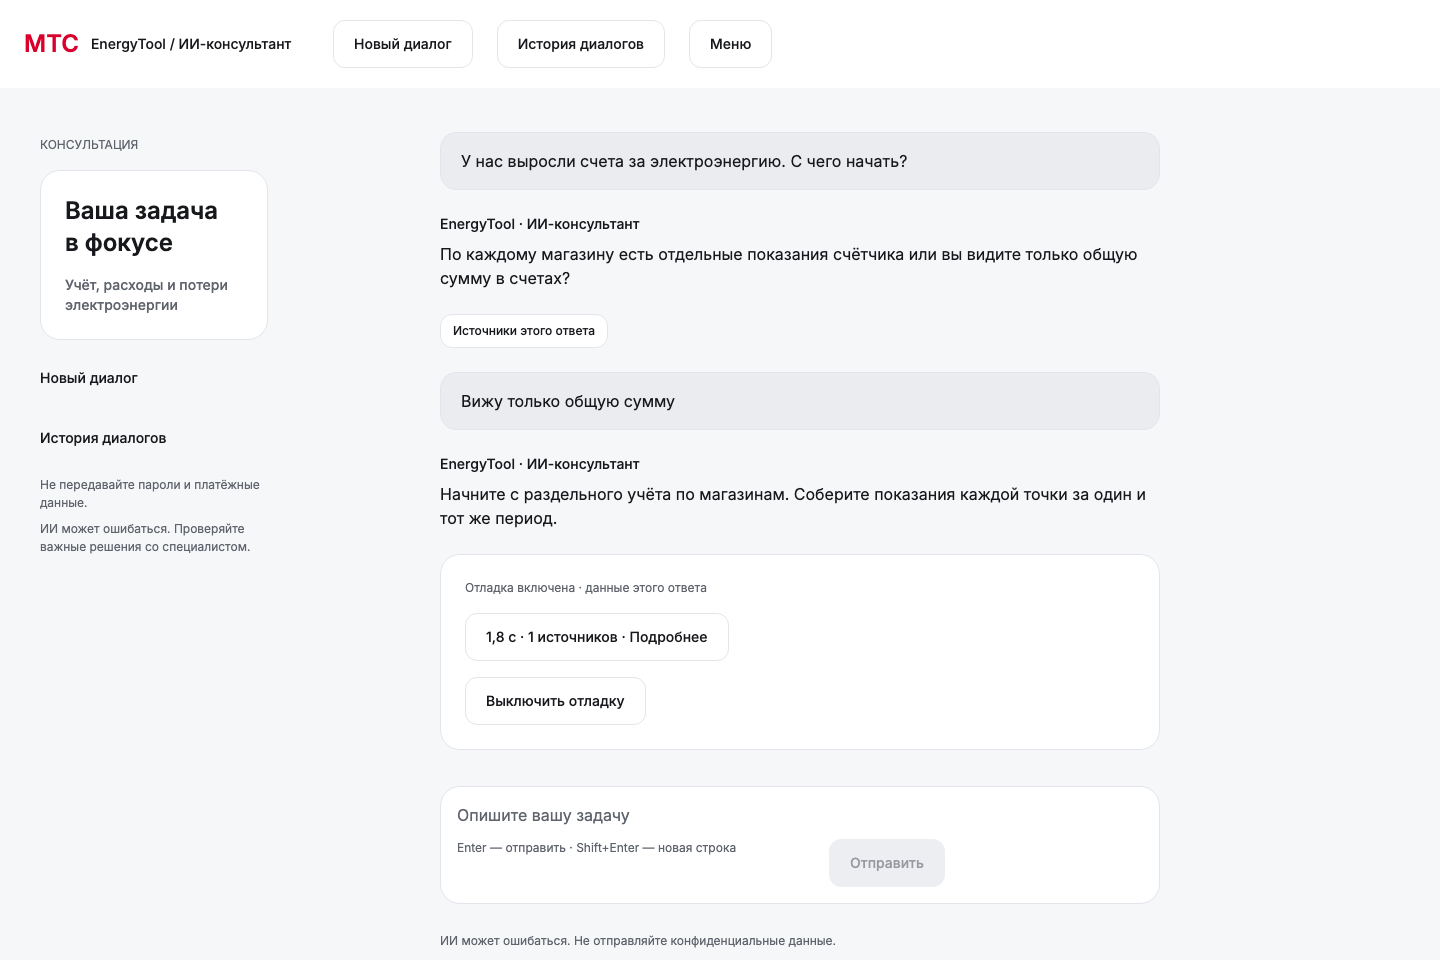 МТС EnergyTool / ИИ-консультант
Новый диалог
История диалогов
Меню
КОНСУЛЬТАЦИЯ
Ваша задача
в фокусе
Учёт, расходы и потери
электроэнергии
Новый диалог
История диалогов
Не передавайте пароли и платёжные
данные.
ИИ может ошибаться. Проверяйте
важные решения со специалистом.
У нас выросли счета за электроэнергию. С чего начать?
EnergyTool · ИИ-консультант
По каждому магазину есть отдельные показания счётчика или вы видите только общую
сумму в счетах?
Источники этого ответа
Вижу только общую сумму
EnergyTool · ИИ-консультант
Начните с раздельного учёта по магазинам. Соберите показания каждой точки за один и
тот же период.
Отладка включена · данные этого ответа
1,8 с · 1 источников · Подробнее
Выключить отладку
Опишите вашу задачу
Enter — отправить · Shift+Enter — новая строка
Отправить
ИИ может ошибаться. Не отправляйте конфиденциальные данные.